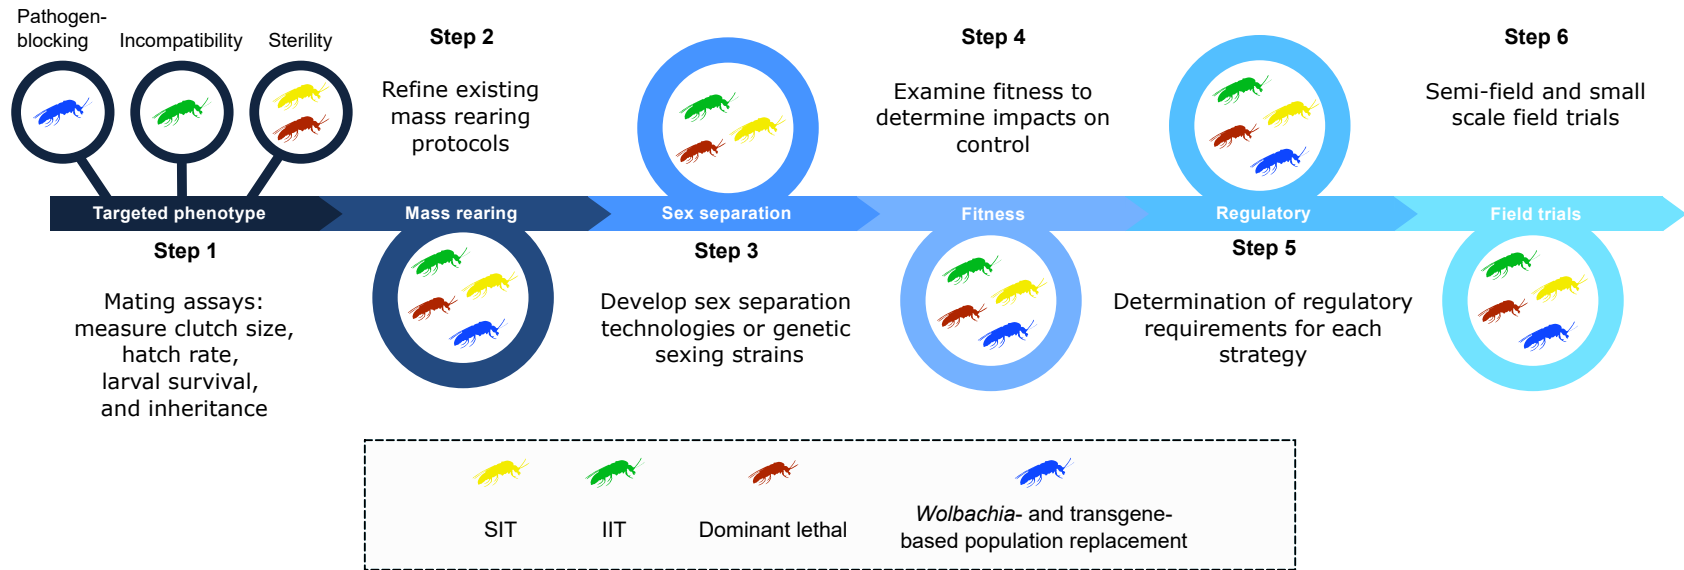 Pathogen-
blocking
Incompatibility
Sterility
Step 2
Refine existing
mass rearing
protocols
Step 4
Examine fitness to
determine impacts on
control
Step 6
Semi-field and small
scale field trials
Targeted phenotype
Mass rearing
Sex separation
Fitness
Regulatory
Field trials
Step 1
Mating assays:
measure clutch size,
hatch rate,
larval survival,
and inheritance
Step 3
Develop sex separation
technologies or genetic
sexing strains
Step 5
Determination of regulatory
requirements for each
strategy
SIT
IIT
Dominant lethal
Wolbachia- and transgene-
based population replacement